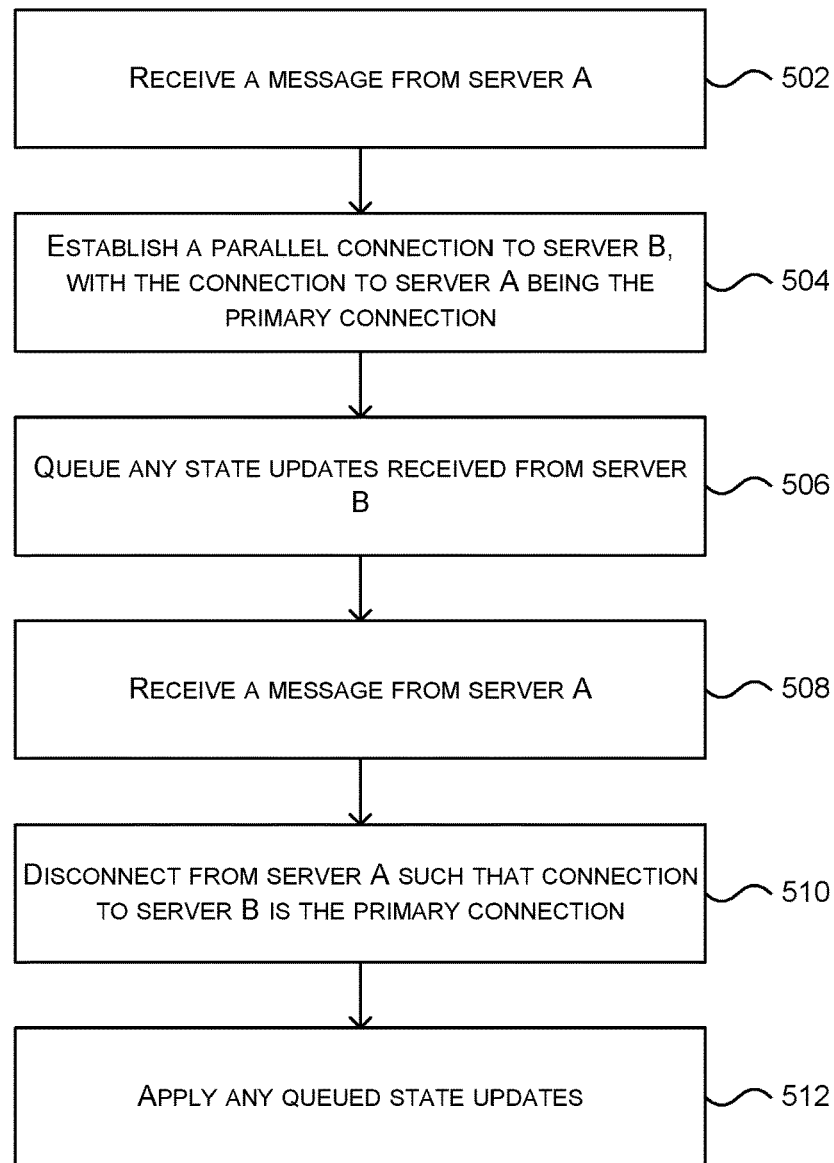 RECEIVE A MESSAGE FROM SERVER A
502
ESTABLISH A PARALLEL CONNECTION TO SERVER B,
WITH THE CONNECTION TO SERVER A BEING THE
PRIMARY CONNECTION
504
QUEUE ANY STATE UPDATES RECEIVED FROM SERVER
B
506
RECEIVE A MESSAGE FROM SERVER A
508
DISCONNECT FROM SERVER A SUCH THAT CONNECTION
TO SERVER B IS THE PRIMARY CONNECTION
510
APPLY ANY QUEUED STATE UPDATES
512